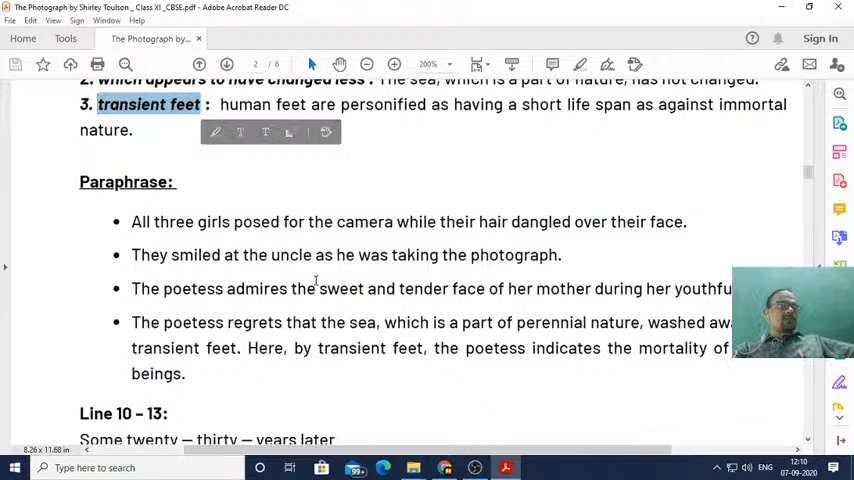 The Photograph by Shirley Toulson _ Class XI _CBSE.pdf - Adobe Acrobat Reader DC
File Edit View Sign Window Help
Home Tools The Photograph by... × Sign In
2 / 6 200%
2. which appears to have changed less : The sea, which is a part of nature, has not changed.
3. transient feet : human feet are personified as having a short life span as against immortal
nature.
Paraphrase:
• All three girls posed for the camera while their hair dangled over their face.
• They smiled at the uncle as he was taking the photograph.
• The poetess admires the sweet and tender face of her mother during her youthfu
• The poetess regrets that the sea, which is a part of perennial nature, washed awa
transient feet. Here, by transient feet, the poetess indicates the mortality of
beings.
Line 10 – 13:
Some twenty – thirty – years later
8.26 x 11.68 in
Type here to search
99+
ENG
12:10
07-09-2020